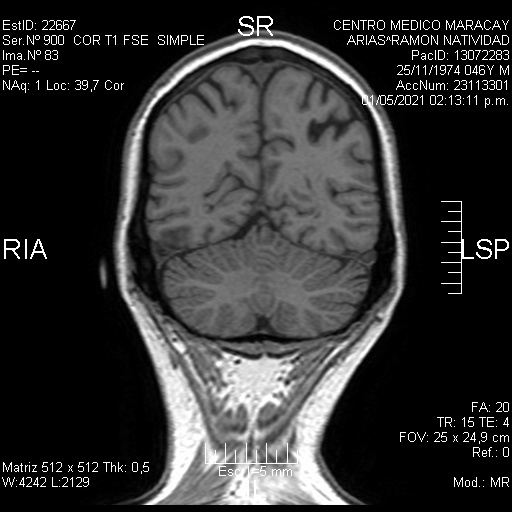 EstID: 22667
Ser.Nº 900 COR T1 FSE SIMPLE
Ima.Nº 83
PE= --
NAq: 1 Loc: 39,7 Cor
SR
CENTRO MEDICO MARACAY
ARIAS^RAMON NATIVIDAD
PacID: 13072283
25/11/1974 046Y M
AccNum: 23113301
01/05/2021 02:13:11 p.m.
RIA
LSP
FA: 20
TR: 15 TE: 4
FOV: 25 x 24,9 cm
Ref.: 0
Matriz 512 x 512 Thk: 0,5
W:4242 L:2129
Mod.: MR